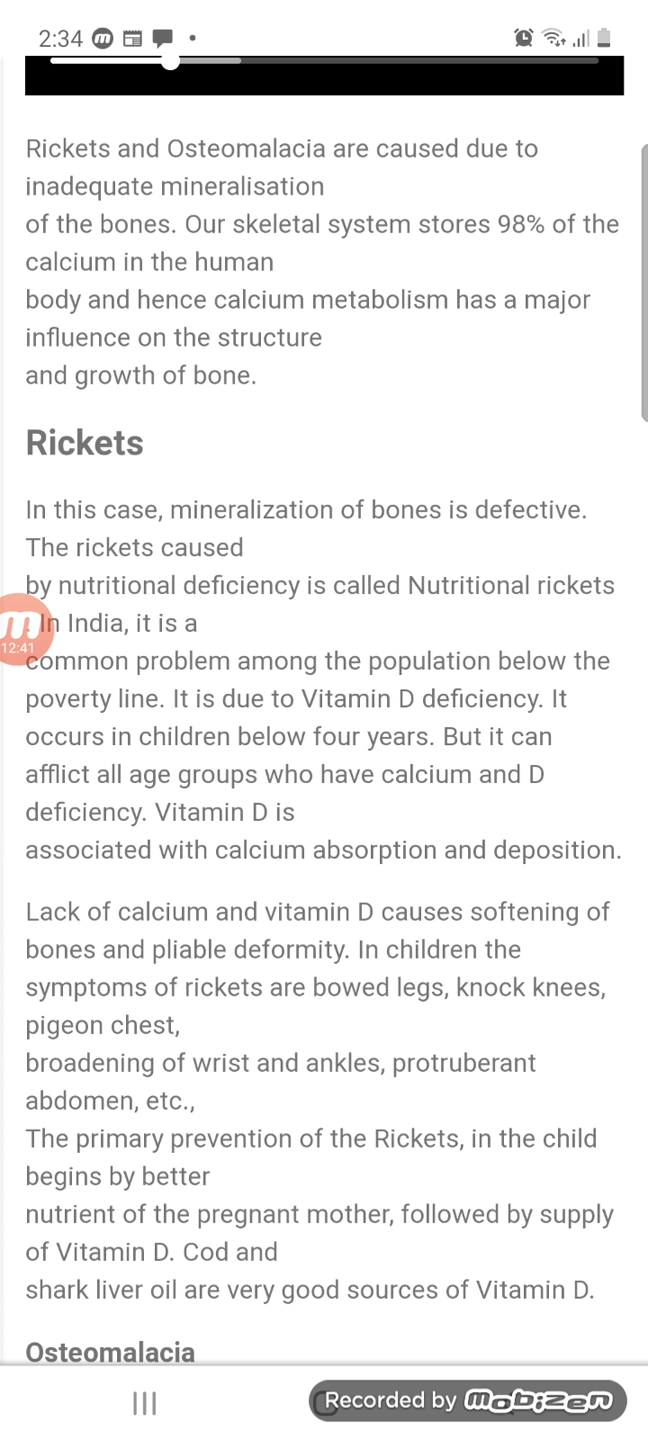 2:34
Rickets and Osteomalacia are caused due to
inadequate mineralisation
of the bones. Our skeletal system stores 98% of the
calcium in the human
body and hence calcium metabolism has a major
influence on the structure
and growth of bone.
Rickets
In this case, mineralization of bones is defective.
The rickets caused
by nutritional deficiency is called Nutritional rickets
. In India, it is a
12:41
common problem among the population below the
poverty line. It is due to Vitamin D deficiency. It
occurs in children below four years. But it can
afflict all age groups who have calcium and D
deficiency. Vitamin D is
associated with calcium absorption and deposition.
Lack of calcium and vitamin D causes softening of
bones and pliable deformity. In children the
symptoms of rickets are bowed legs, knock knees,
pigeon chest,
broadening of wrist and ankles, protruberant
abdomen, etc.,
The primary prevention of the Rickets, in the child
begins by better
nutrient of the pregnant mother, followed by supply
of Vitamin D. Cod and
shark liver oil are very good sources of Vitamin D.
Osteomalacia
Recorded by mobizen